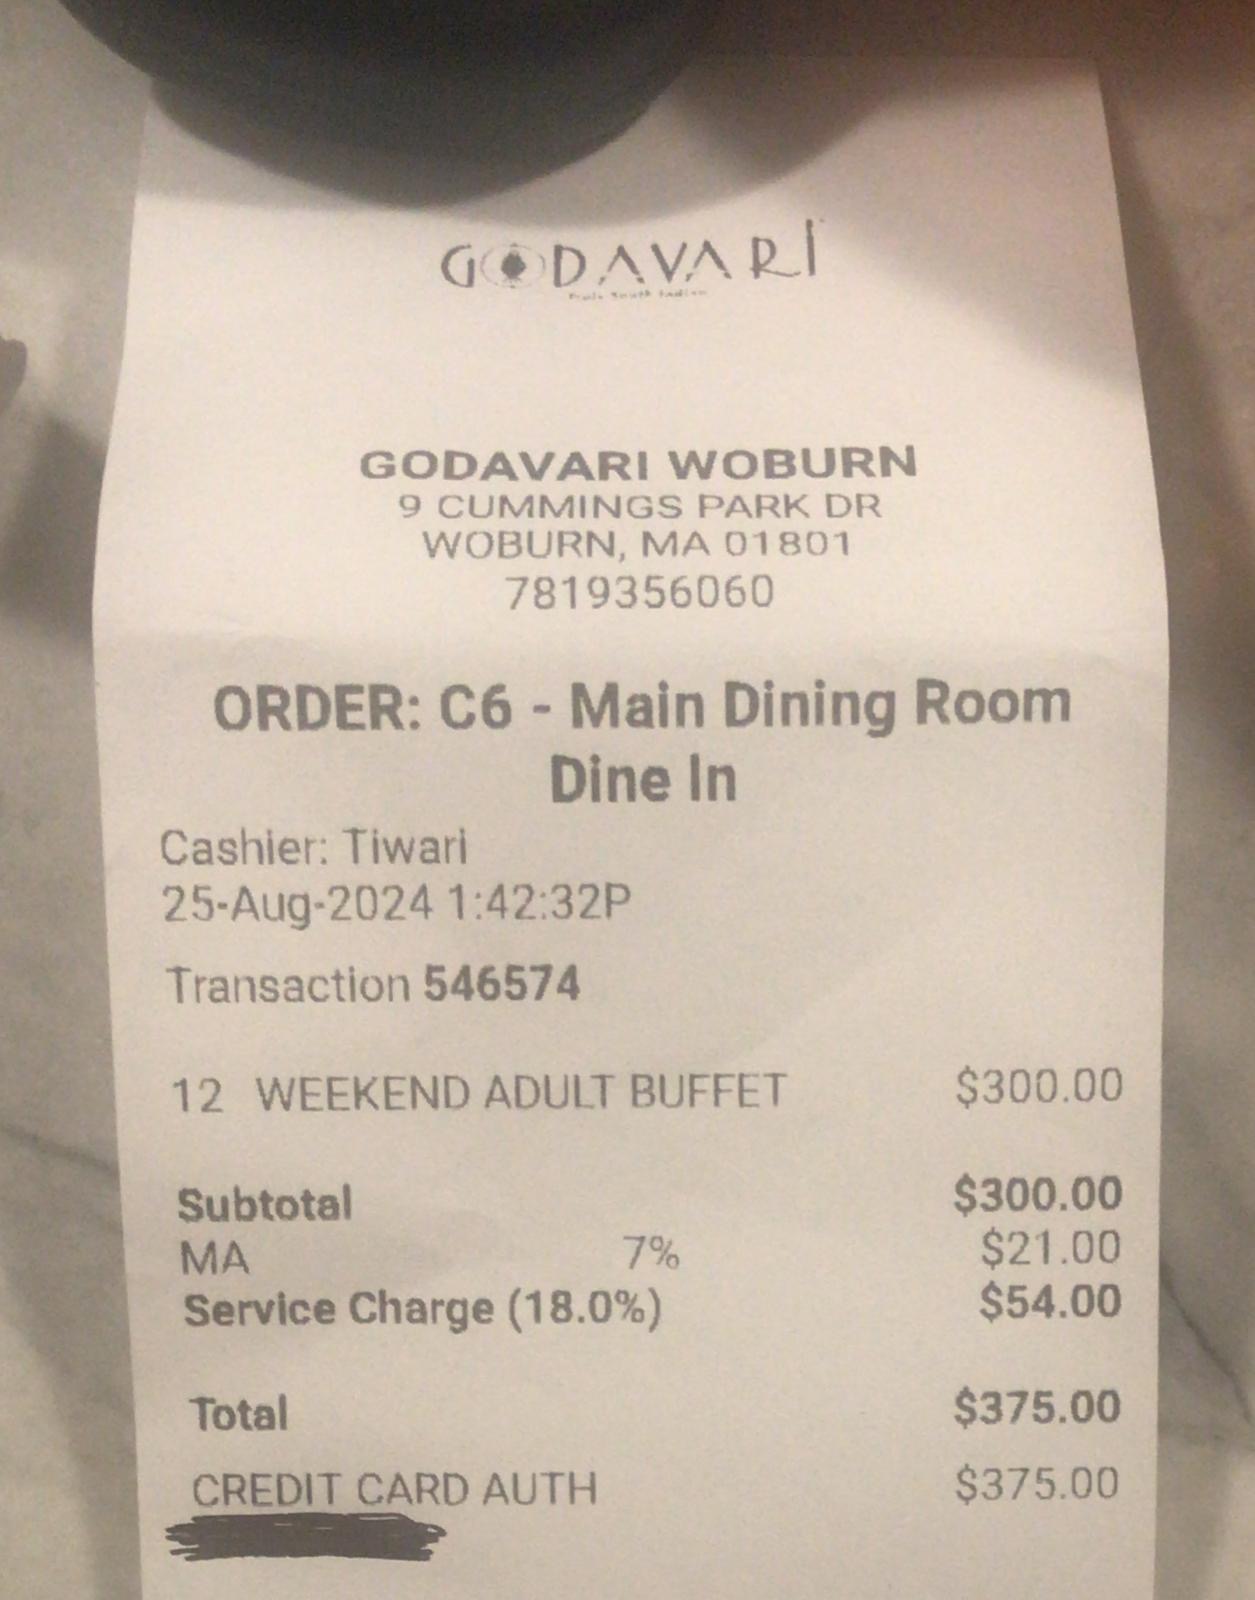 GODAVARI
GODAVARI WOBURN
9 CUMMINGS PARK DR
WOBURN, MA 01801
7819356060
ORDER: C6 - Main Dining Room
Dine In
Cashier: Tiwari
25-Aug-2024 1:42:32P
Transaction 546574
12 WEEKEND ADULT BUFFET $300.00
Subtotal $300.00
MA 7% $21.00
Service Charge (18.0%) $54.00
Total $375.00
CREDIT CARD AUTH $375.00